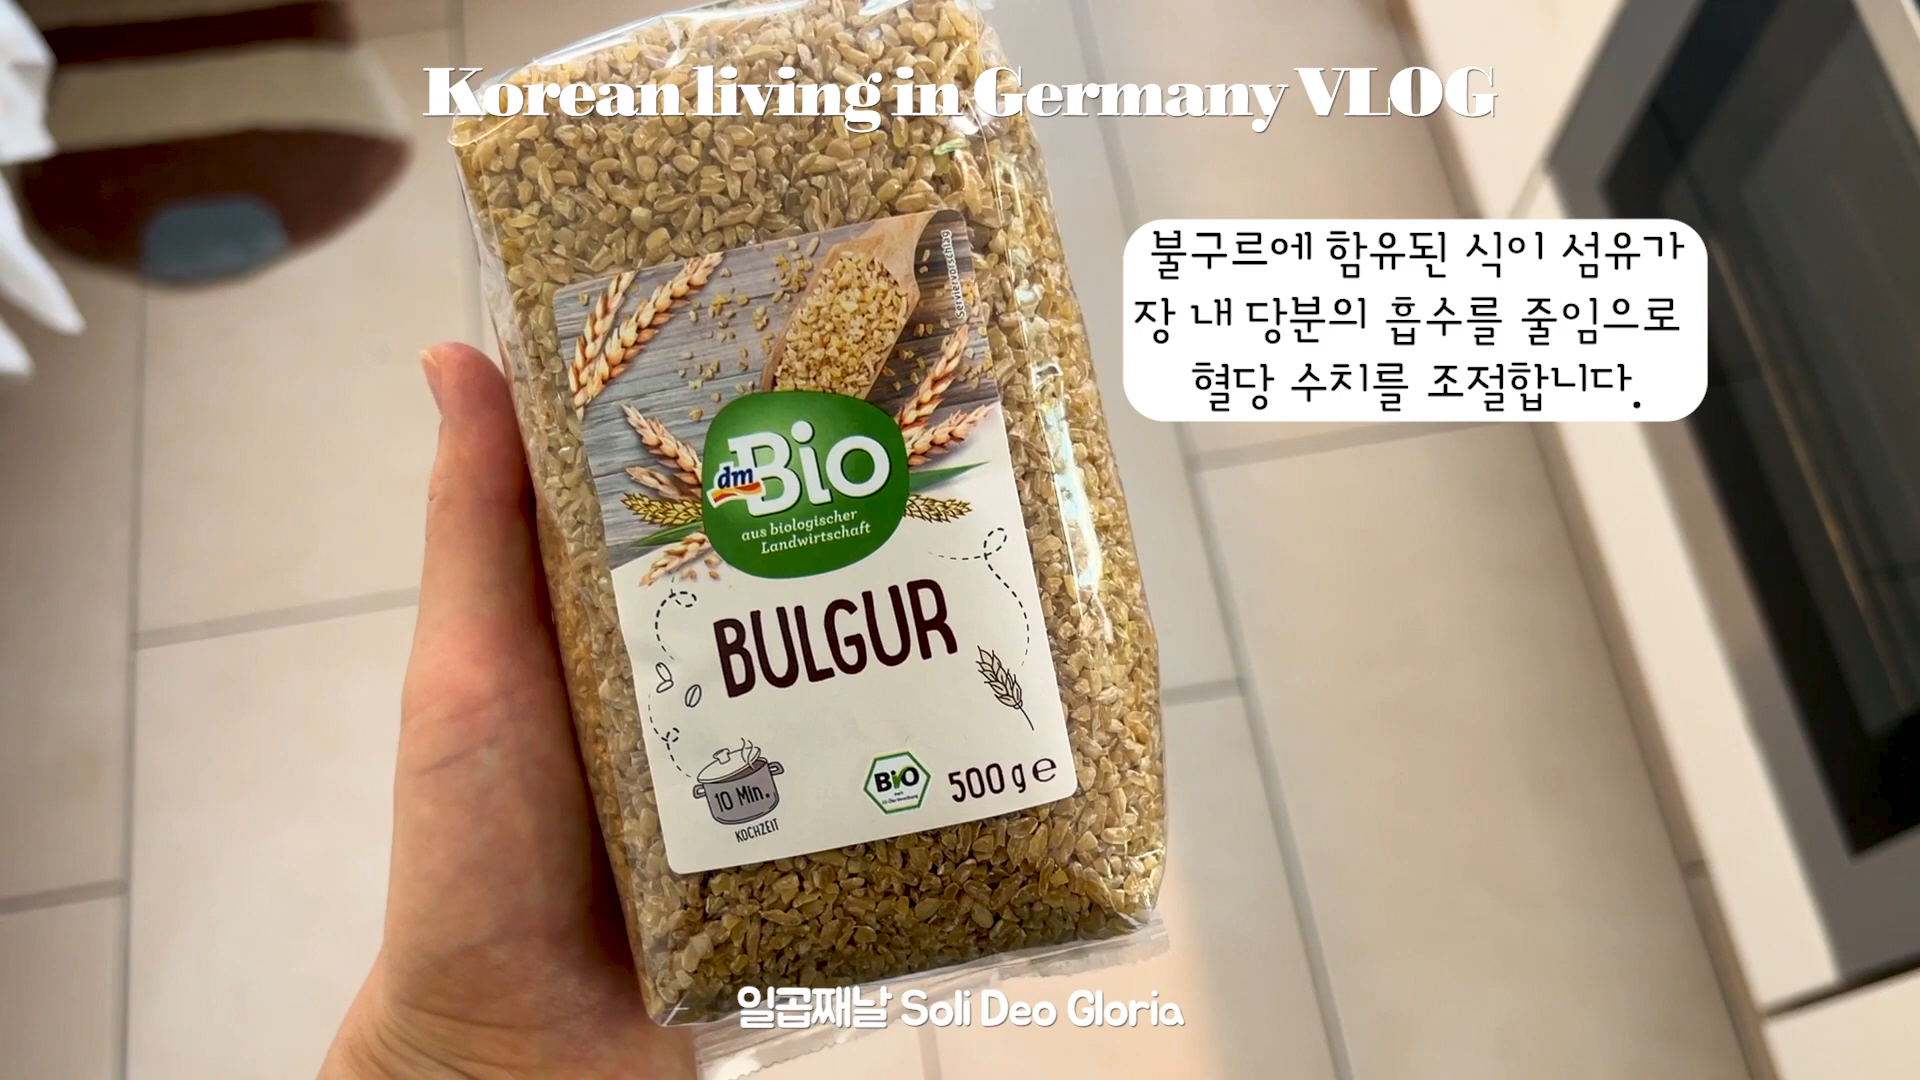 Korean living in Germany VLOG
불구르에 함유된 식이 섬유가
장 내 당분의 흡수를 줄임으로
혈당 수치를 조절합니다.
Serviervorschlag
dm Bio
aus biologischer
Landwirtschaft
BULGUR
10 Min.
KOCHZEIT
BiO
500 g e
일곱째날 Soli Deo Gloria